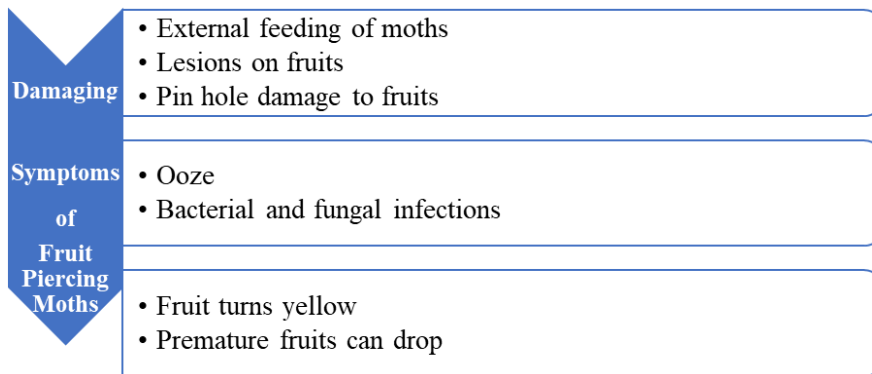 Damaging
Symptoms
of
Fruit
Piercing
Moths
• External feeding of moths
• Lesions on fruits
• Pin hole damage to fruits
• Ooze
• Bacterial and fungal infections
• Fruit turns yellow
• Premature fruits can drop